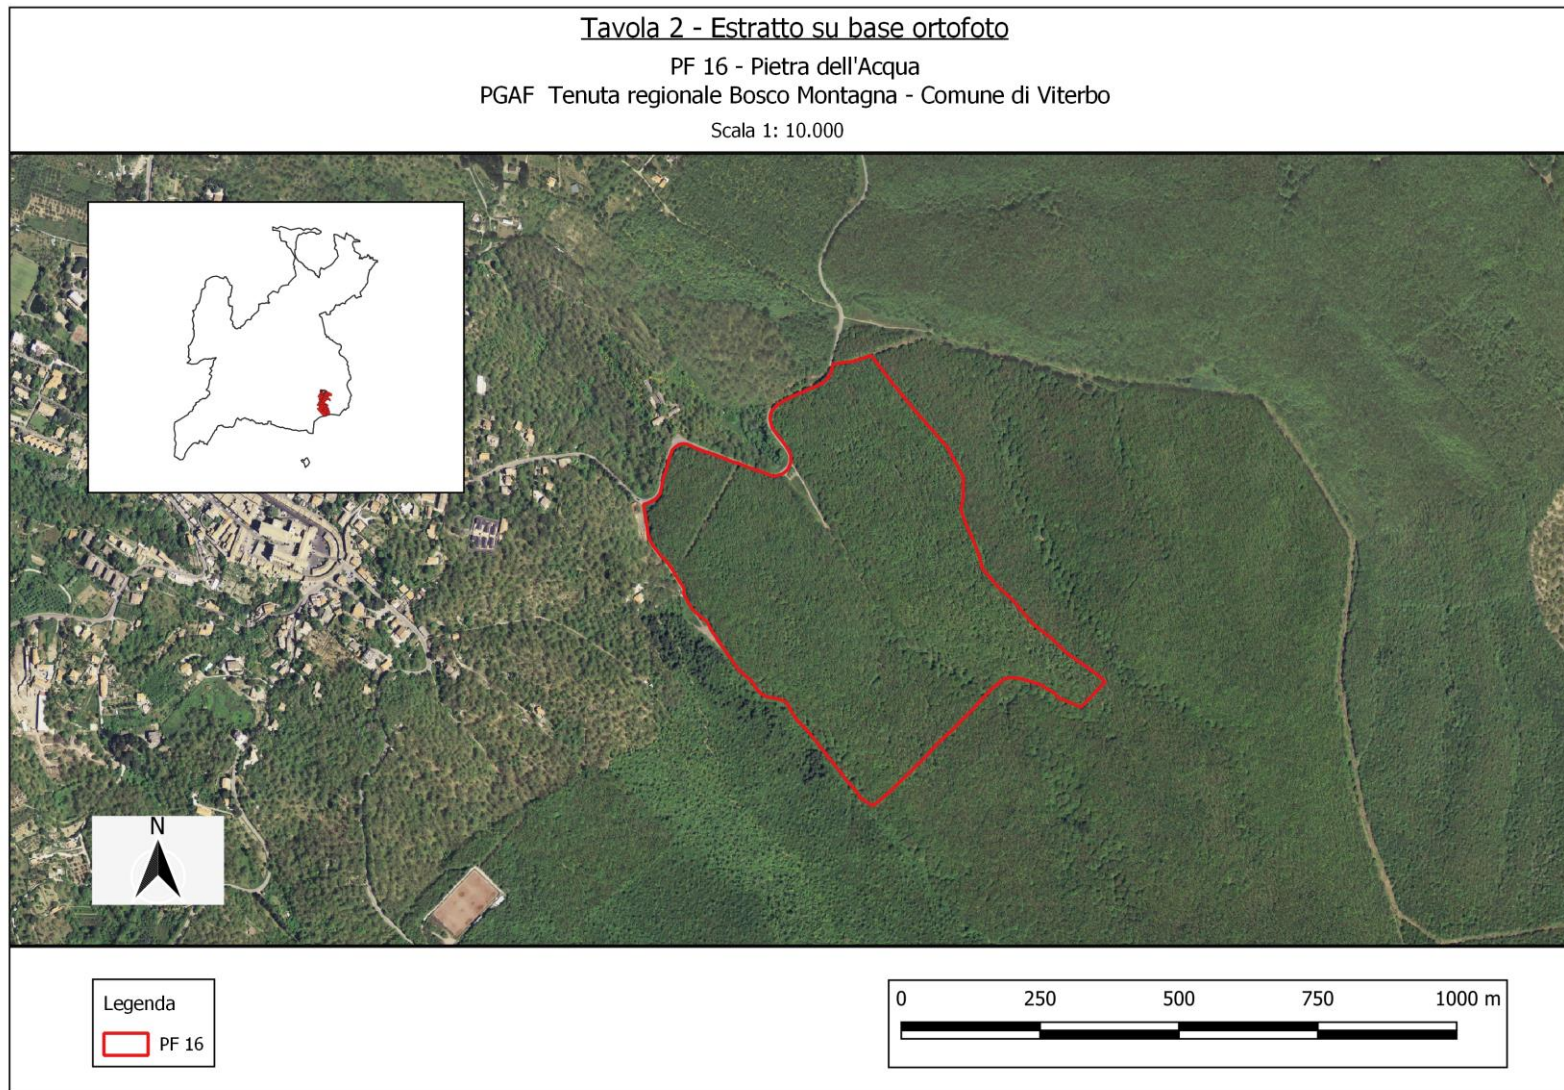 Tavola 2 - Estratto su base ortofoto
PF 16 - Pietra dell'Acqua
PGAF  Tenuta regionale Bosco Montagna - Comune di Viterbo
Scala 1: 10.000
N
Legenda
PF 16
0 250 500 750 1000 m